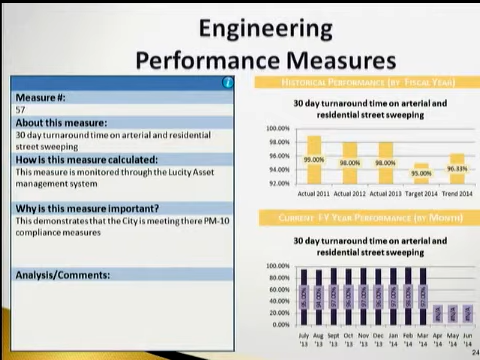 Engineering
Performance Measures
Measure #:
57
About this measure:
30 day turnaround time on arterial and residential
street sweeping
How is this measure calculated:
This measure is monitored through the Lucity Asset
management system
Why is this measure important?
This demonstrates that the City is meeting there PM-10
compliance measures
Analysis/Comments:
HISTORICAL PERFORMANCE (BY FISCAL YEAR)
30 day turnaround time on arterial and
residential street sweeping
100.00%
98.00%
96.00%
94.00%
92.00%
99.00%
98.00%
98.00%
95.00%
96.33%
Actual 2011 Actual 2012 Actual 2013 Target 2014 Trend 2014
CURRENT FY YEAR PERFORMANCE (BY MONTH)
30 day turnaround time on arterial and
residential street sweeping
100.00%
80.00%
60.00%
40.00%
20.00%
0.00%
July Aug Sept Oct Nov Dec Jan Feb Mar Apr May Jun
'13 '13 '13 '13 '13 '13 '14 '14 '14 '14 '14 '14
24